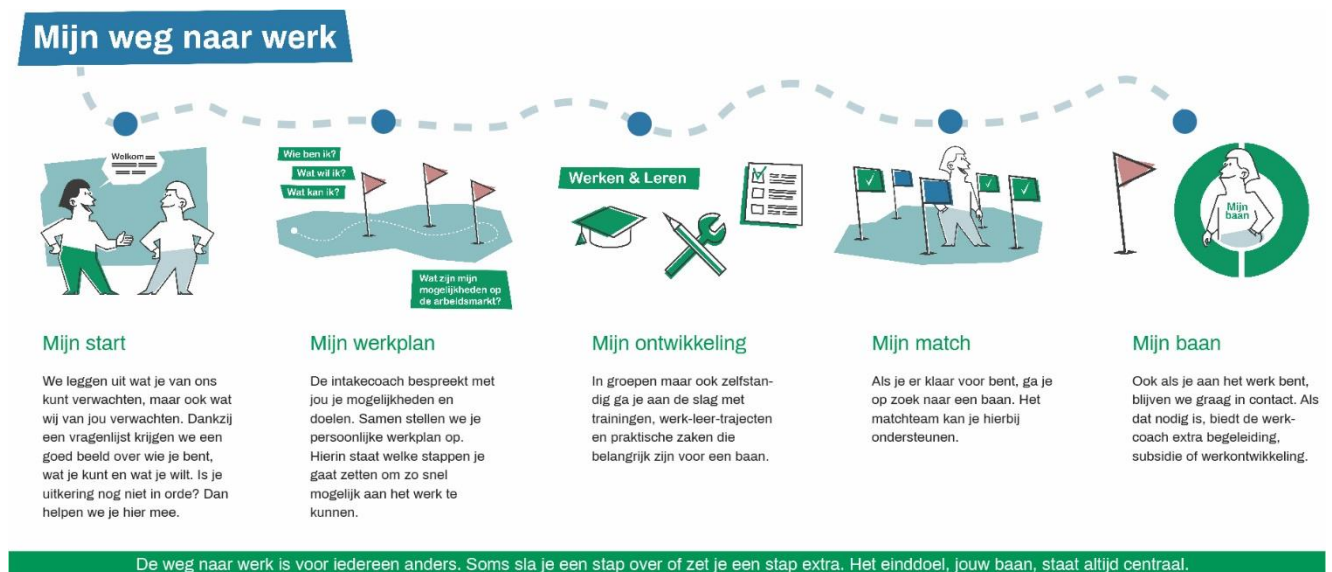 Mijn weg naar werk
Welkom
Wie ben ik?
Wat wil ik?
Wat kan ik?
Wat zijn mijn
mogelijkheden op
de arbeidsmarkt?
Werken & Leren
Mijn
baan
Mijn start
We leggen uit wat je van ons
kunt verwachten, maar ook wat
wij van jou verwachten. Dankzij
een vragenlijst krijgen we een
goed beeld over wie je bent,
wat je kunt en wat je wilt. Is je
uitkering nog niet in orde? Dan
helpen we je hier mee.
Mijn werkplan
De intakecoach bespreekt met
jou je mogelijkheden en
doelen. Samen stellen we je
persoonlijke werkplan op.
Hierin staat welke stappen je
gaat zetten om zo snel
mogelijk aan het werk te
kunnen.
Mijn ontwikkeling
In groepen maar ook zelfstan-
dig ga je aan de slag met
trainingen, werk-leer-trajecten
en praktische zaken die
belangrijk zijn voor een baan.
Mijn match
Als je er klaar voor bent, ga je
op zoek naar een baan. Het
matchteam kan je hierbij
ondersteunen.
Mijn baan
Ook als je aan het werk bent,
blijven we graag in contact. Als
dat nodig is, biedt de werk-
coach extra begeleiding,
subsidie of werkontwikkeling.
De weg naar werk is voor iedereen anders. Soms sla je een stap over of zet je een stap extra. Het einddoel, jouw baan, staat altijd centraal.